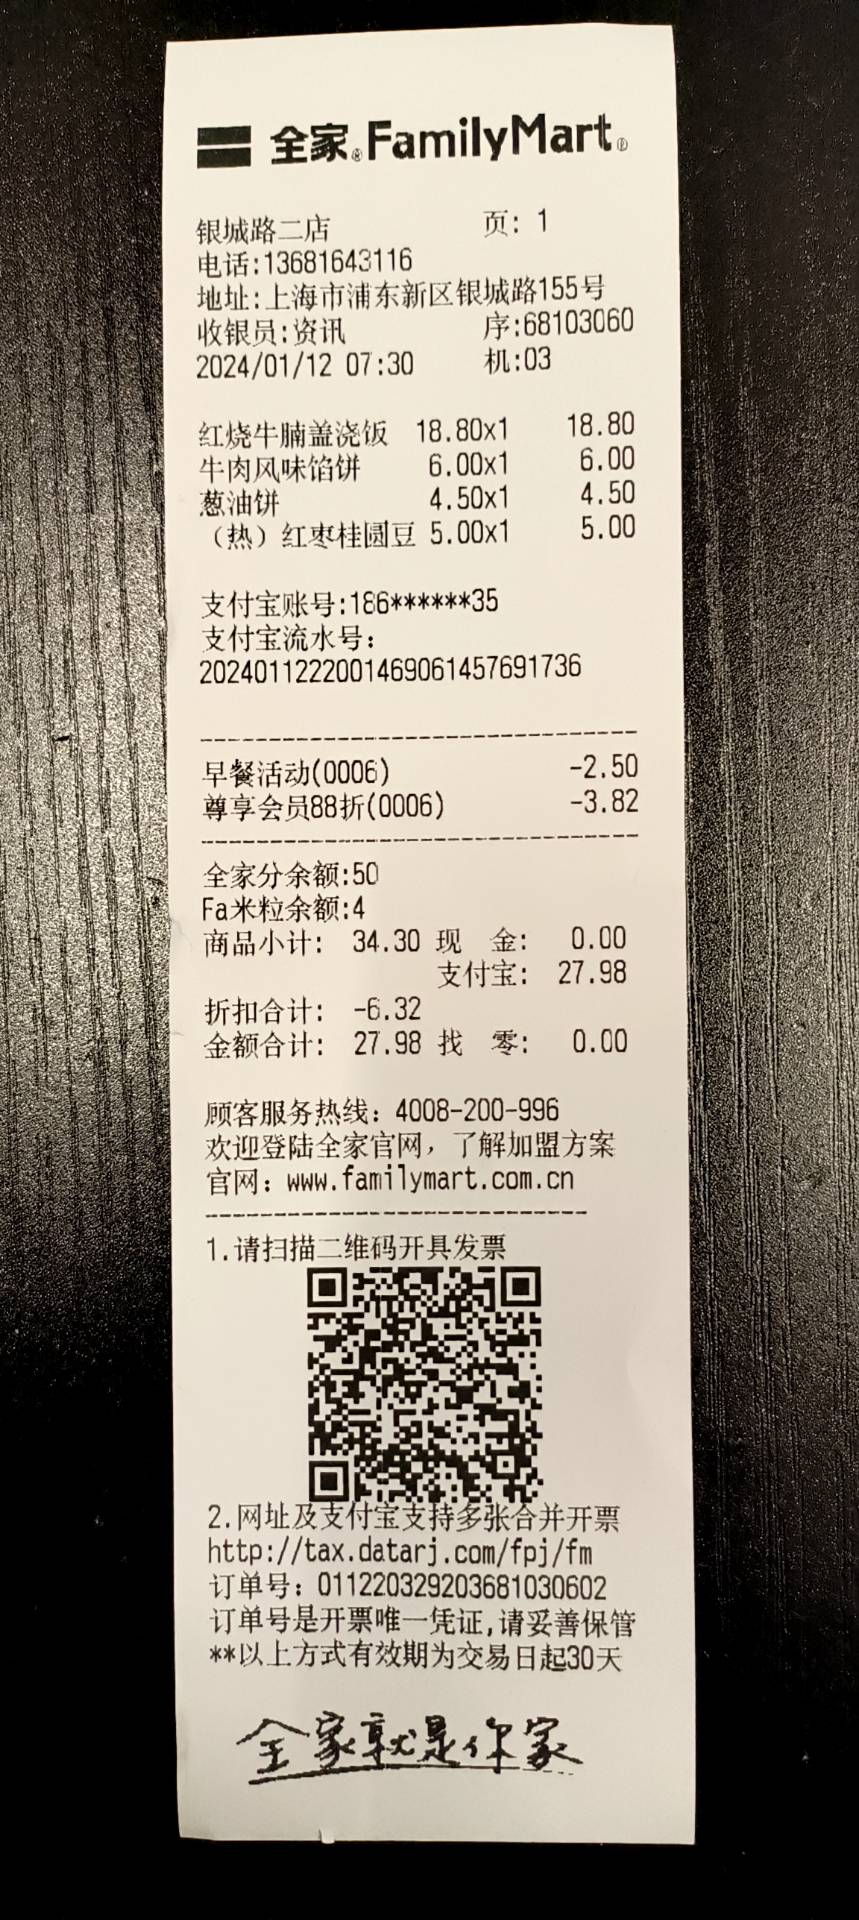 全家® FamilyMart®
银城路二店 页: 1
电话:13681643116
地址:上海市浦东新区银城路155号
收银员:资讯 序:68103060
2024/01/12 07:30 机:03
红烧牛腩盖浇饭 18.80x1 18.80
牛肉风味馅饼 6.00x1 6.00
葱油饼 4.50x1 4.50
（热）红枣桂圆豆 5.00x1 5.00
支付宝账号:186******35
支付宝流水号：
2024011222001469061457691736
早餐活动(0006) -2.50
尊享会员88折(0006) -3.82
全家分余额:50
Fa米粒余额:4
商品小计: 34.30 现 金: 0.00
支付宝: 27.98
折扣合计: -6.32
金额合计: 27.98 找 零: 0.00
顾客服务热线：4008-200-996
欢迎登陆全家官网，了解加盟方案
官网：www.familymart.com.cn
1.请扫描二维码开具发票
2.网址及支付宝支持多张合并开票
http://tax.datarj.com/fpj/fm
订单号：011220329203681030602
订单号是开票唯一凭证,请妥善保管
**以上方式有效期为交易日起30天
全家就是你家